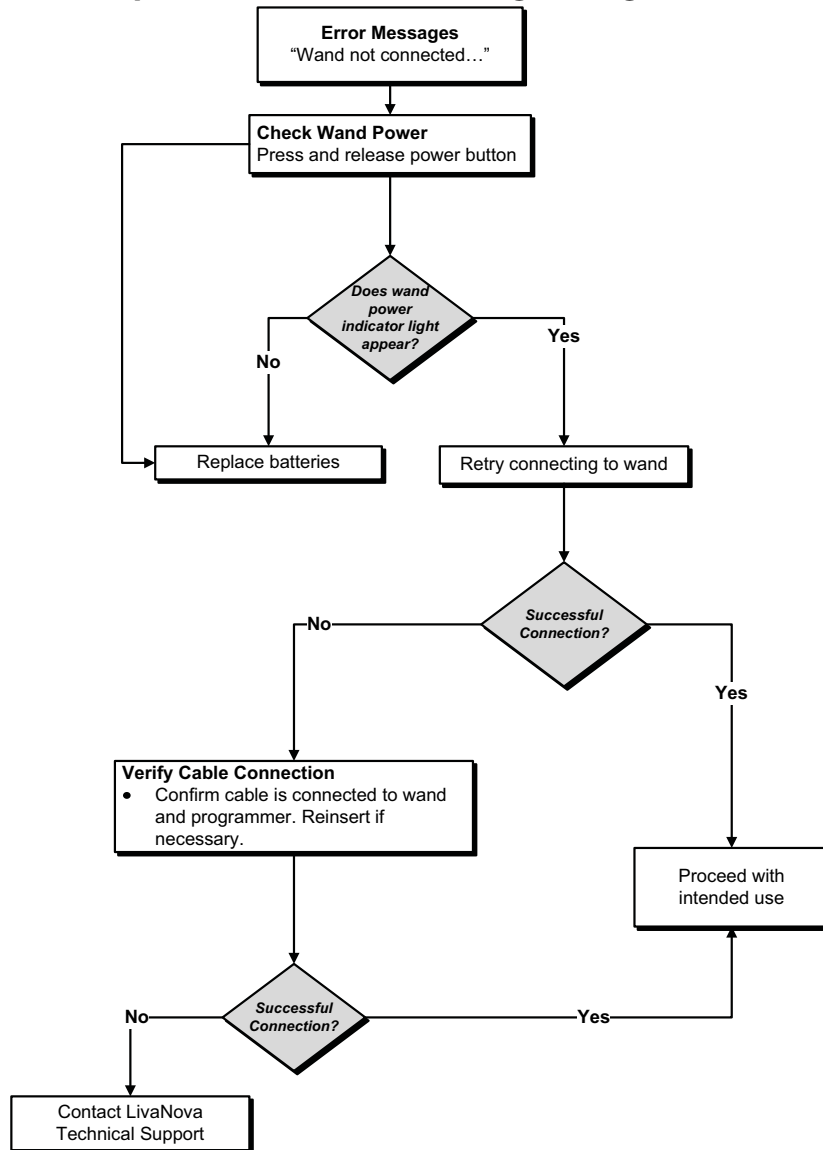 Error Messages
“Wand not connected…”
Check Wand Power
Press and release power button
Does wand
power
indicator light
appear?
No
Yes
Replace batteries
Retry connecting to wand
Successful
Connection?
No
Yes
Verify Cable Connection
• Confirm cable is connected to wand
and programmer. Reinsert if
necessary.
Proceed with
intended use
Successful
Connection?
No
Yes
Contact LivaNova
Technical Support